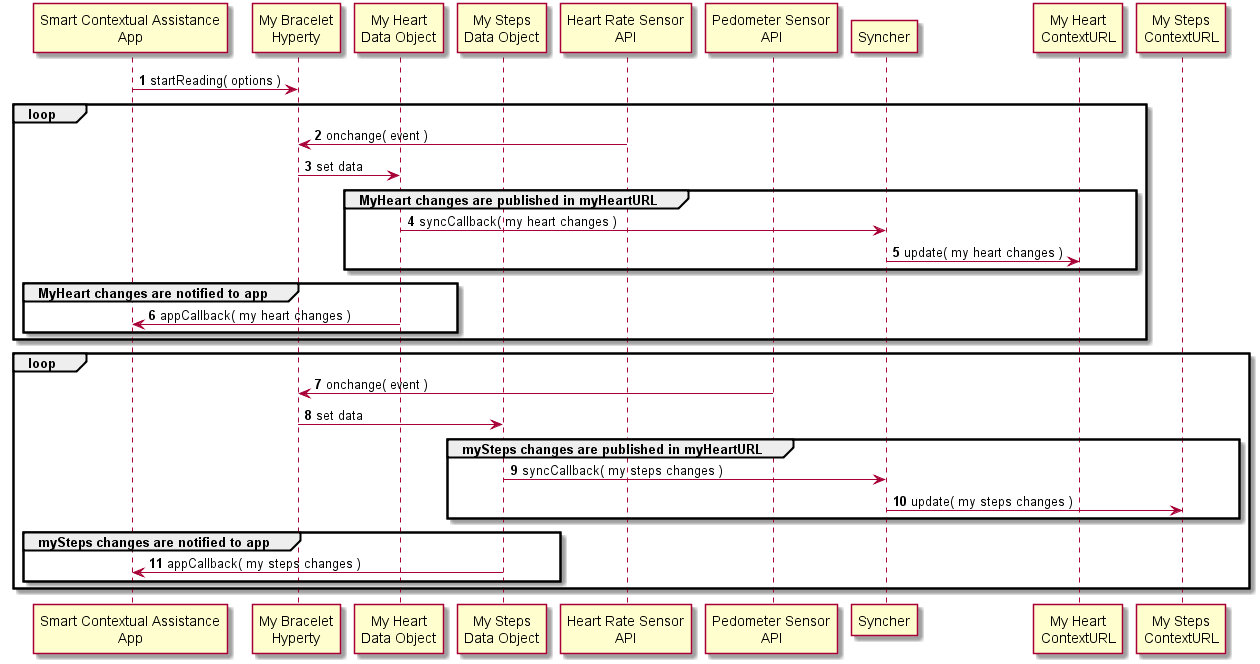 Smart Contextual Assistance
App
My Bracelet
Hyperty
My Heart
Data Object
My Steps
Data Object
Heart Rate Sensor
API
Pedometer Sensor
API
Syncher
My Heart
ContextURL
My Steps
ContextURL
1 startReading( options )
loop
2 onchange( event )
3 set data
MyHeart changes are published in myHeartURL
4 syncCallback( my heart changes )
5 update( my heart changes )
MyHeart changes are notified to app
6 appCallback( my heart changes )
loop
7 onchange( event )
8 set data
mySteps changes are published in myHeartURL
9 syncCallback( my steps changes )
10 update( my steps changes )
mySteps changes are notified to app
11 appCallback( my steps changes )
Smart Contextual Assistance
App
My Bracelet
Hyperty
My Heart
Data Object
My Steps
Data Object
Heart Rate Sensor
API
Pedometer Sensor
API
Syncher
My Heart
ContextURL
My Steps
ContextURL